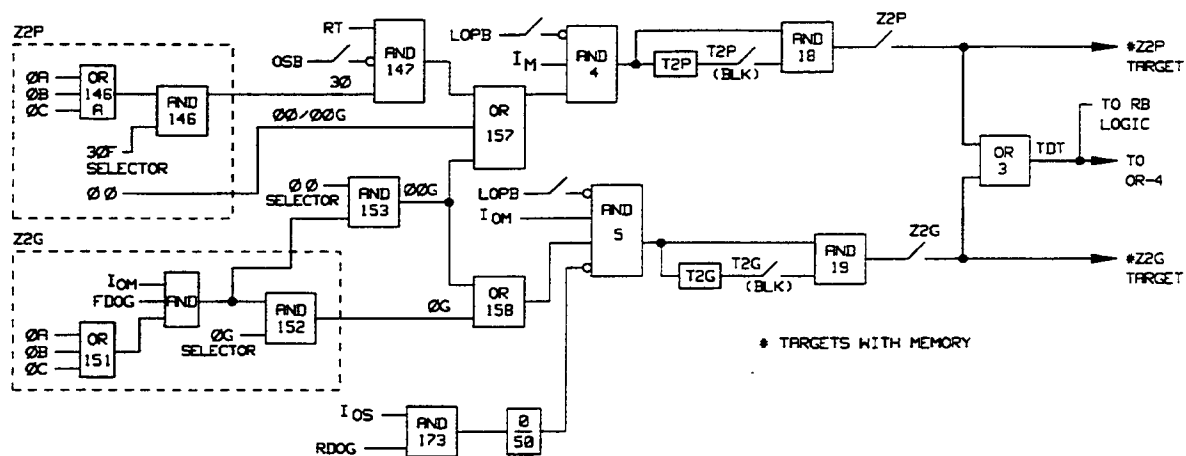 Z2P
ØA
ØB
ØC
OR
146
A
AND
146
3ØF
SELECTOR
ØØ
RT
OSB
3Ø
AND
147
ØØ/ØØG
OR
157
LOPB
IM
AND
4
T2P
T2P
(BLK)
AND
18
Z2P
#Z2P
TARGET
TO RB
LOGIC
OR
3
TDT
TO
OR-4
ØØ
SELECTOR
AND
153
ØØG
LOPB
IOM
AND
5
T2G
T2G
(BLK)
AND
19
Z2G
#Z2G
TARGET
Z2G
IOM
FDOG
AND
ØA
ØB
ØC
OR
151
ØG
SELECTOR
AND
152
ØG
OR
158
* TARGETS WITH MEMORY
IOS
RDOG
AND
173
0
50